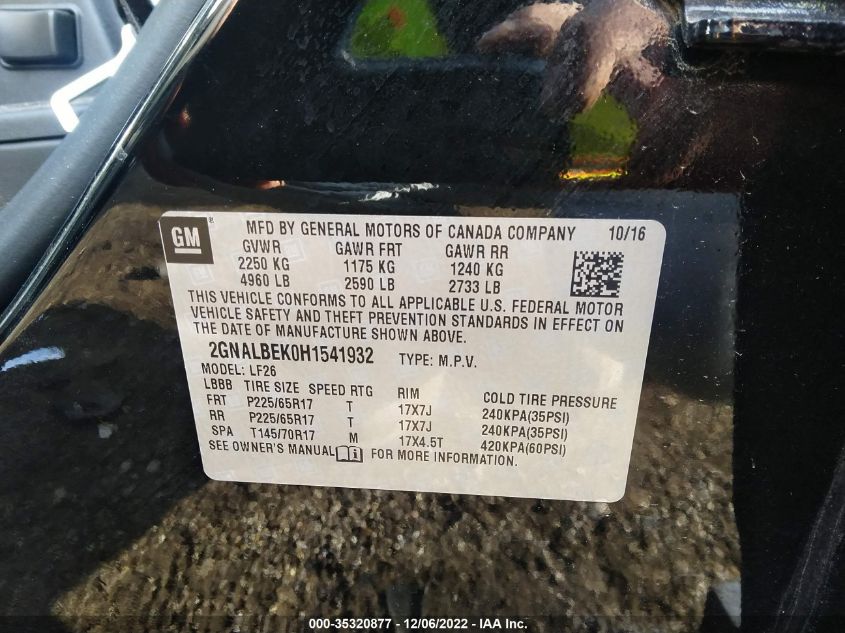 GM
MFD BY GENERAL MOTORS OF CANADA COMPANY 10/16
GVWR GAWR FRT GAWR RR
2250 KG 1175 KG 1240 KG
4960 LB 2590 LB 2733 LB
THIS VEHICLE CONFORMS TO ALL APPLICABLE U.S. FEDERAL MOTOR
VEHICLE SAFETY AND THEFT PREVENTION STANDARDS IN EFFECT ON
THE DATE OF MANUFACTURE SHOWN ABOVE.
2GNALBEK0H1541932 TYPE: M.P.V.
MODEL: LF26
LBBB TIRE SIZE SPEED RTG RIM COLD TIRE PRESSURE
FRT P225/65R17 T 17X7J 240KPA(35PSI)
RR P225/65R17 T 17X7J 240KPA(35PSI)
SPA T145/70R17 M 17X4.5T 420KPA(60PSI)
SEE OWNER'S MANUAL FOR MORE INFORMATION.
000-35320877 - 12/06/2022 - IAA Inc.